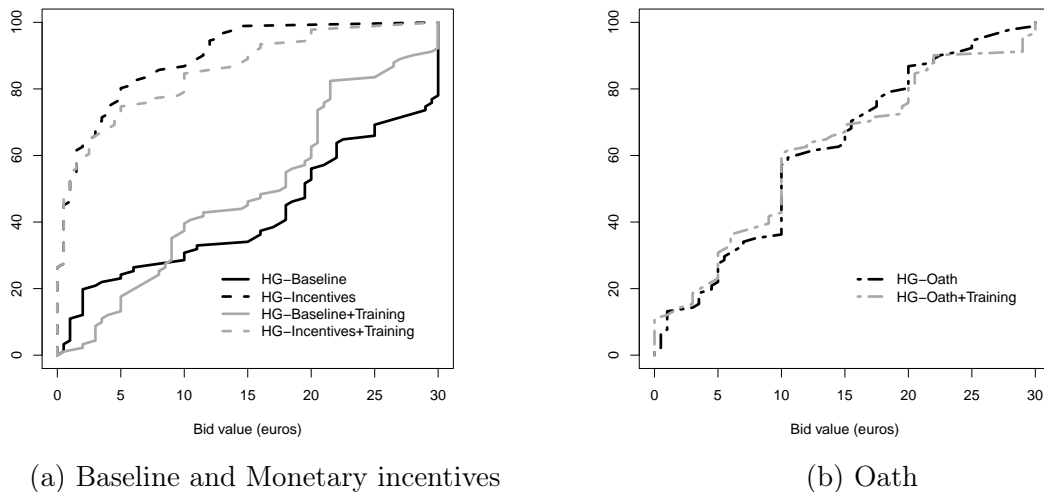 100
80
60
40
20
0
HG−Baseline
HG−Incentives
HG−Baseline+Training
HG−Incentives+Training
0 5 10 15 20 25 30
Bid value (euros)
(a) Baseline and Monetary incentives
100
80
60
40
20
0
HG−Oath
HG−Oath+Training
0 5 10 15 20 25 30
Bid value (euros)
(b) Oath